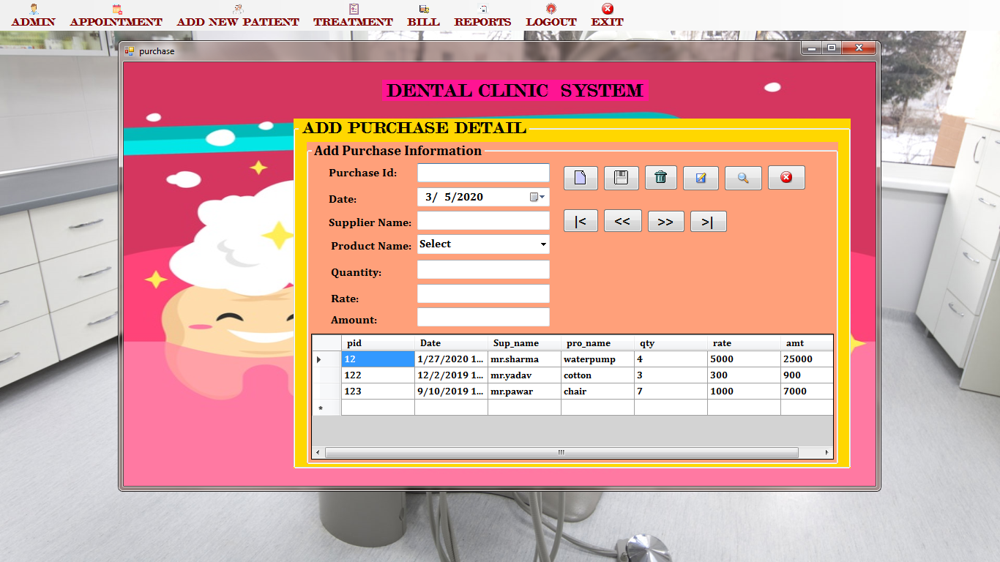 ADMIN APPOINTMENT ADD NEW PATIENT TREATMENT BILL REPORTS LOGOUT EXIT
purchase
DENTAL CLINIC SYSTEM
ADD PURCHASE DETAIL
Add Purchase Information
Purchase Id:
Date: 3/ 5/2020
Supplier Name:
|< << >> >|
Product Name: Select
Quantity:
Rate:
Amount:
pid Date Sup_name pro_name qty rate amt
12 1/27/2020 1... mr.sharma waterpump 4 5000 25000
122 12/2/2019 1... mr.yadav cotton 3 300 900
123 9/10/2019 1... mr.pawar chair 7 1000 7000
*